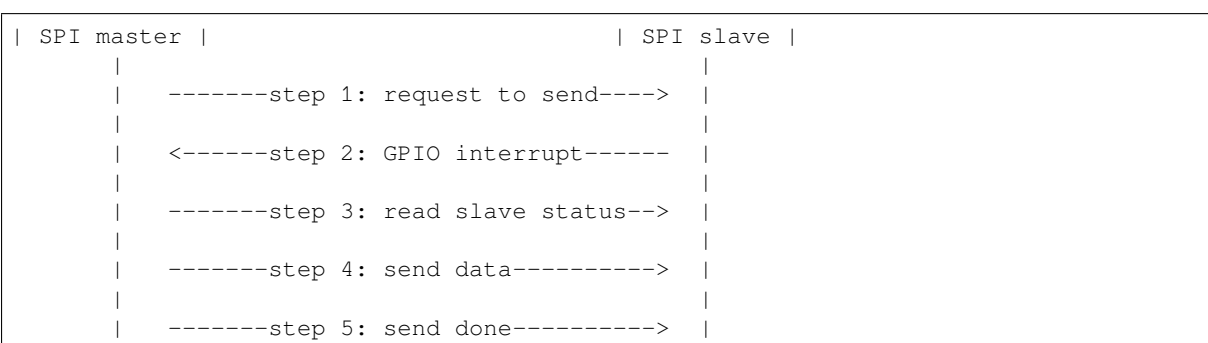 | SPI master |                                  | SPI slave |
      |                                             |
      |   -------step 1: request to send---->  |
      |                                             |
      |   <------step 2: GPIO interrupt------  |
      |                                             |
      |   -------step 3: read slave status-->  |
      |                                             |
      |   -------step 4: send data---------->  |
      |                                             |
      |   -------step 5: send done---------->  |